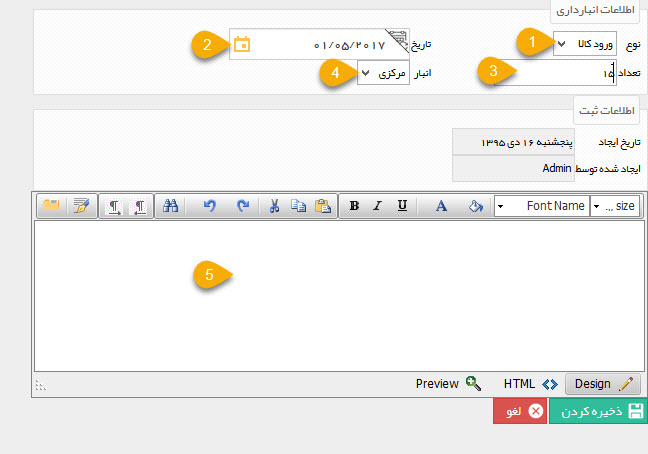 اطلاعات انبارداری
نوع ورود کالا 1 تاریخ ۰۱/۰۵/۲۰۱۷ 2
تعداد ۱۵ 3 انبار مرکزی 4
اطلاعات ثبت
تاریخ ایجاد پنجشنبه ۱۶ دی ۱۳۹۵
ایجاد شده توسط Admin
B I U A Font Name ... size
5
Preview HTML Design
ذخیره کردن لغو